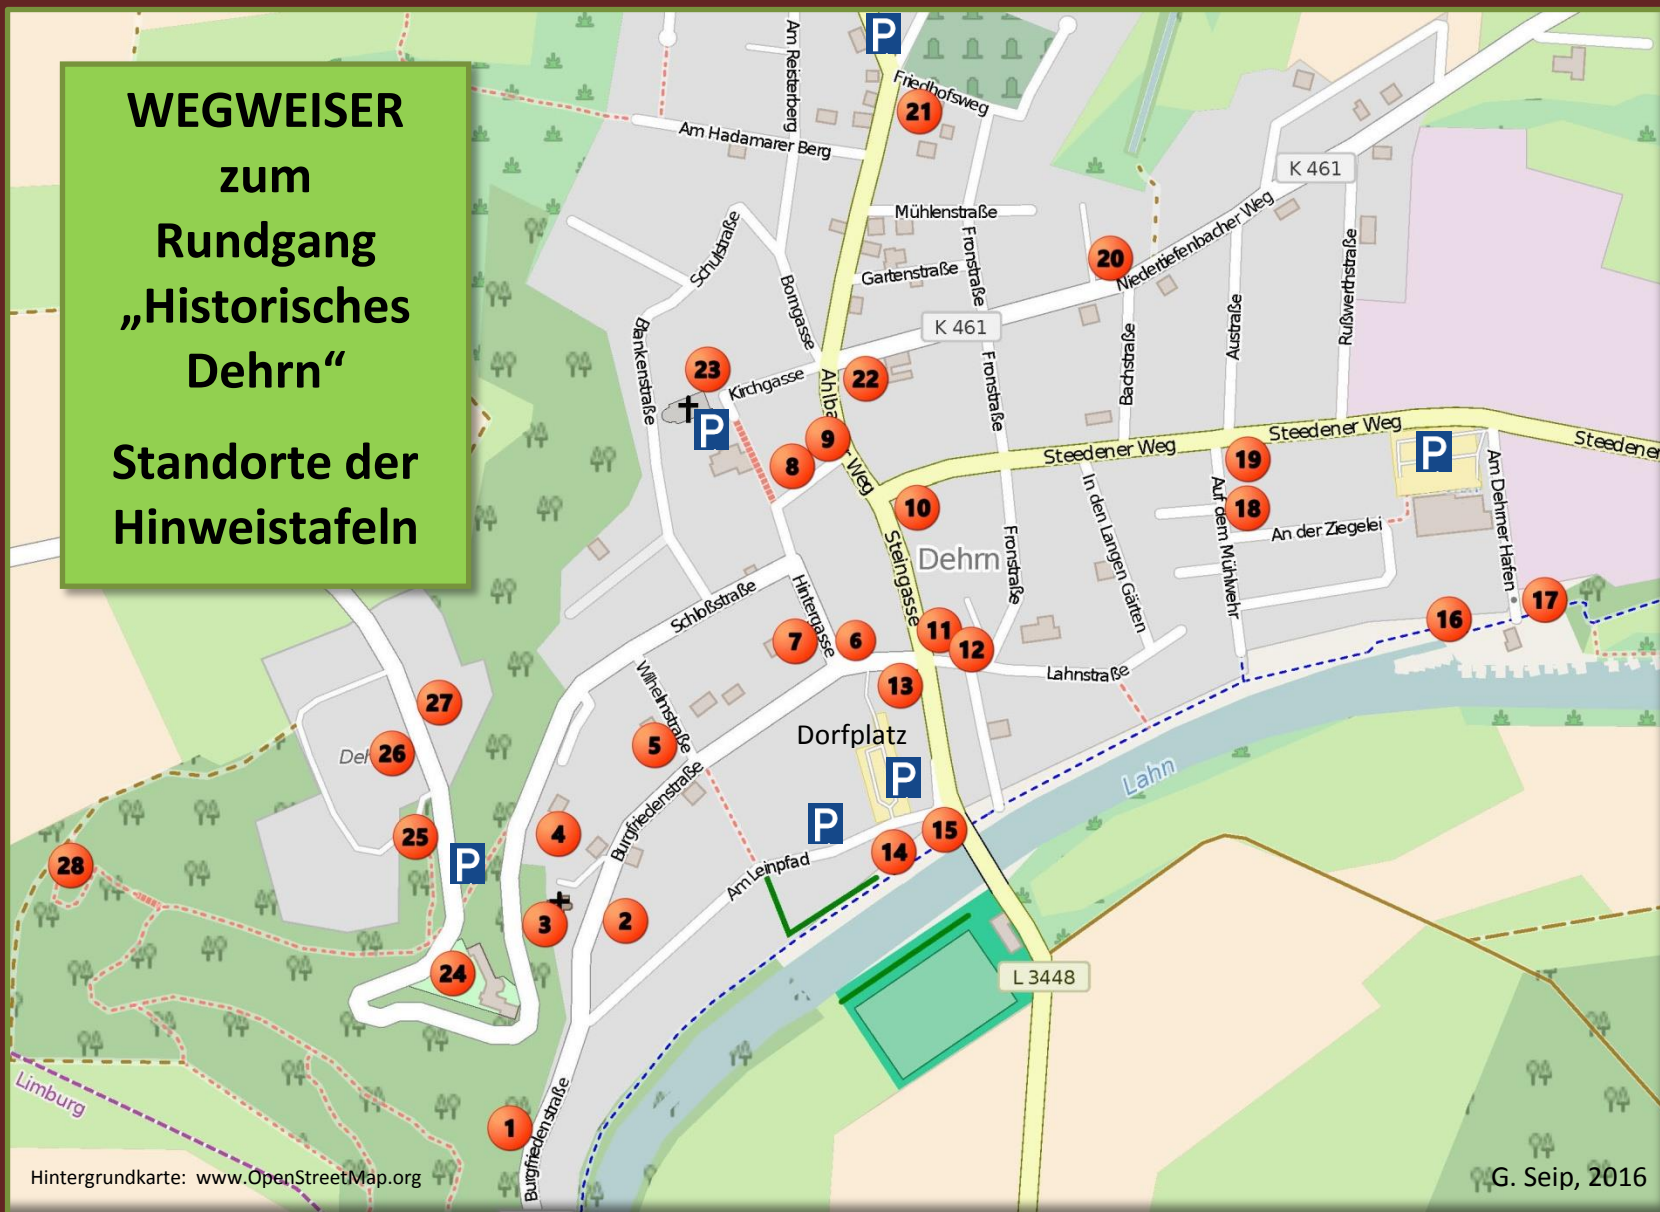 WEGWEISER
zum
Rundgang
„Historisches
Dehrn“
Standorte der
Hinweistafeln
P
Am Reisterberg
Friedhofsweg
21
Am Hadamarer Berg
K 461
Mühlenstraße
Schulstraße
Fronstraße
Niedertiefenbacher Weg
20
Gartenstraße
Borngasse
Rußwerthstraße
K 461
Austraße
Bachstraße
Blankenstraße
23
Kirchgasse
22
Fronstraße
P
9
8
10
Steedener Weg
Steedener Weg
Steedener
P
19
18
In den Langen Gärten
Auf dem Mühlwehr
An der Ziegelei
Am Dehrner Hafen
Steingasse
Dehrn
Fronstraße
Schloßstraße
Hintergasse
7
6
11
12
16
17
Lahnstraße
13
Wilhelmstraße
5
Dorfplatz
P
P
Lahn
27
26
25
28
P
4
Burgfriedenstraße
Am Leinpfad
14
15
3
2
24
L 3448
Limburg
1
Burgfriedenstraße
Hintergrundkarte: www.OpenStreetMap.org
G. Seip, 2016